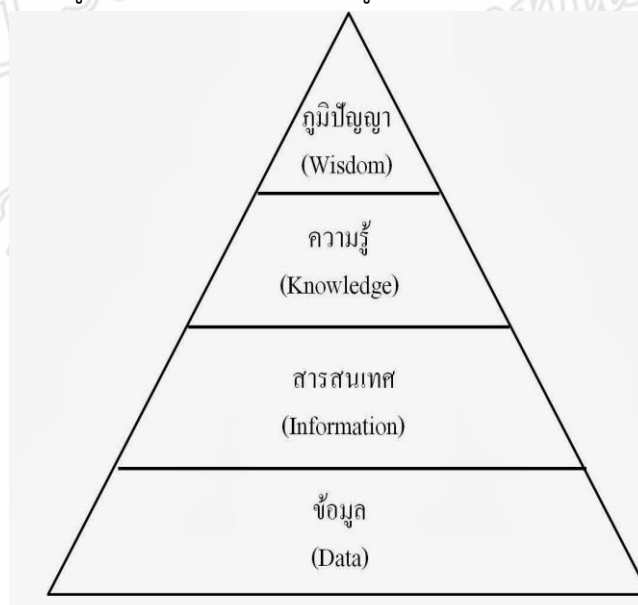 ภูมิปัญญา
(Wisdom)
ความรู้
(Knowledge)
สารสนเทศ
(Information)
ข้อมูล
(Data)